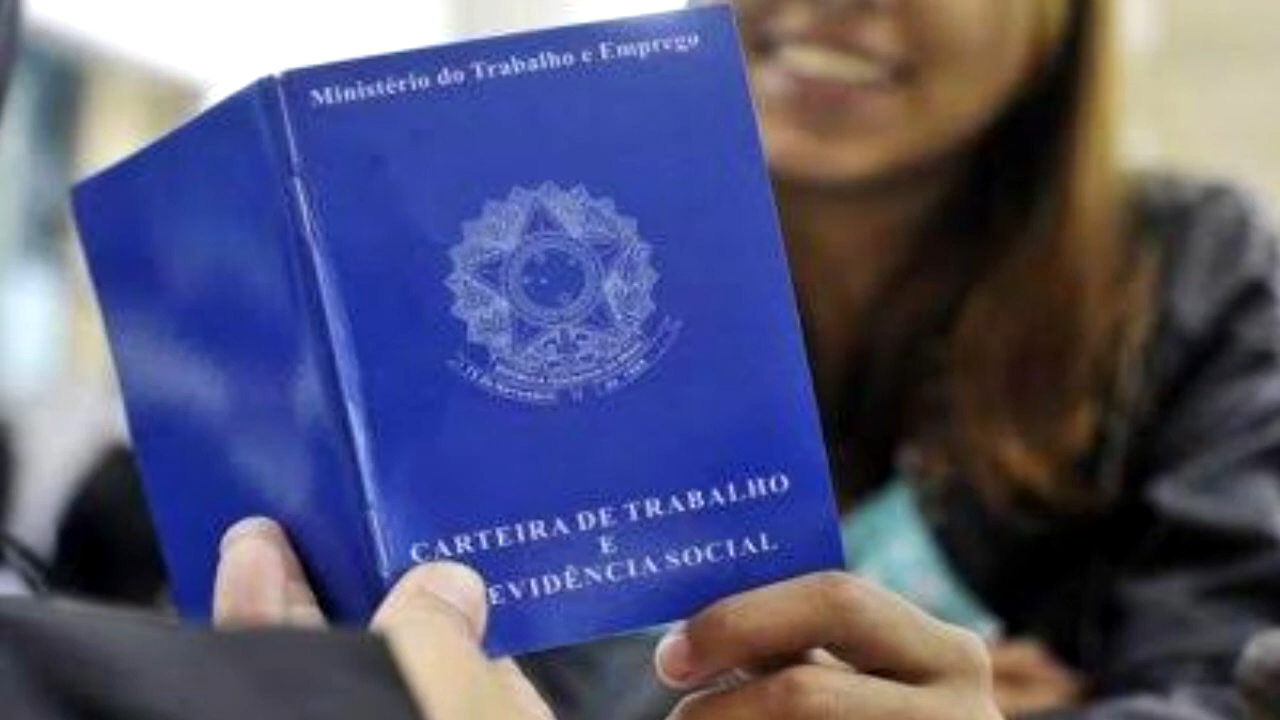 Ministério do Trabalho e Emprego
CARTEIRA DE TRABALHO
E
EVIDÊNCIA SOCIAL